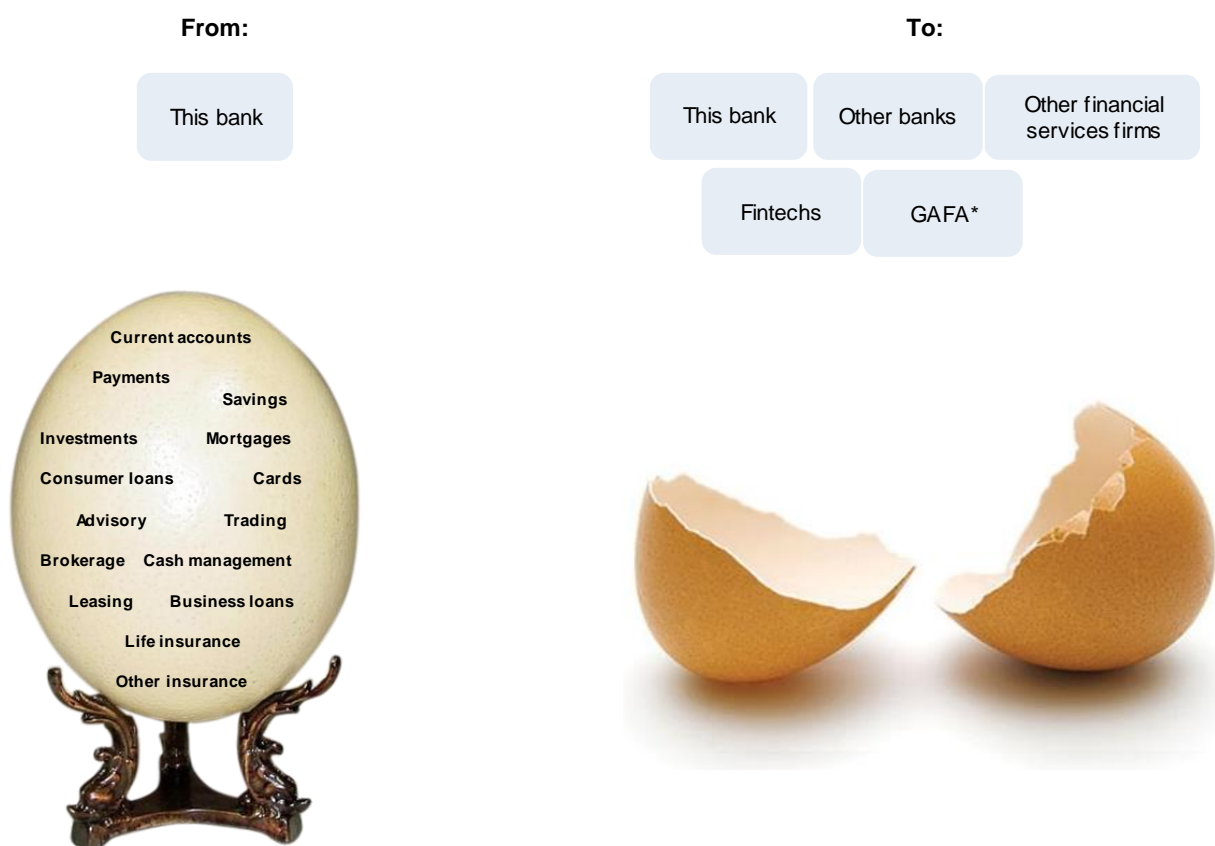 From:
To:
This bank
This bank
Other banks
Other financial
services firms
Fintechs
GAFA*
Current accounts
Payments
Savings
Investments
Mortgages
Consumer loans
Cards
Advisory
Trading
Brokerage
Cash management
Leasing
Business loans
Life insurance
Other insurance